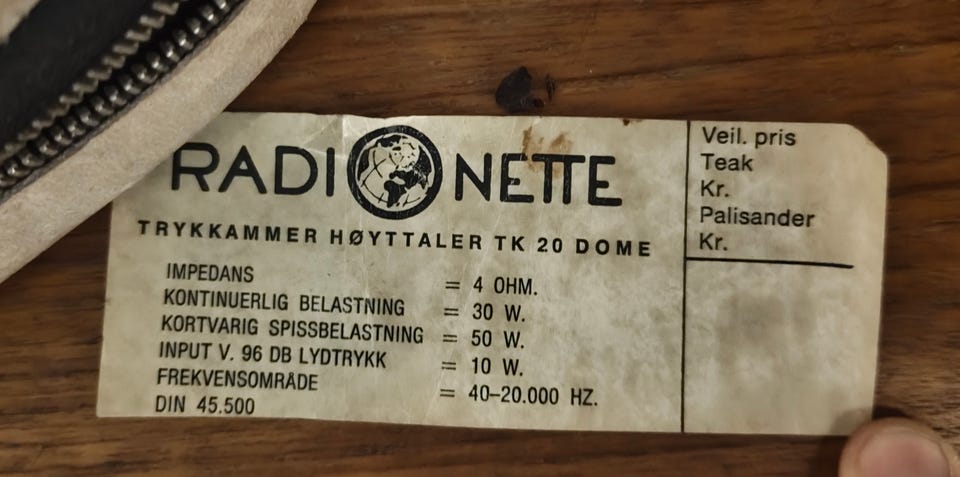 RADIONETTE
TRYKKAMMER HØYTTALER TK 20 DOME
IMPEDANS = 4 OHM.
KONTINUERLIG BELASTNING = 30 W.
KORTVARIG SPISSBELASTNING = 50 W.
INPUT V. 96 DB LYDTRYKK = 10 W.
FREKVENSOMRÅDE = 40–20.000 HZ.
DIN 45.500
Veil. pris
Teak
Kr.
Palisander
Kr.